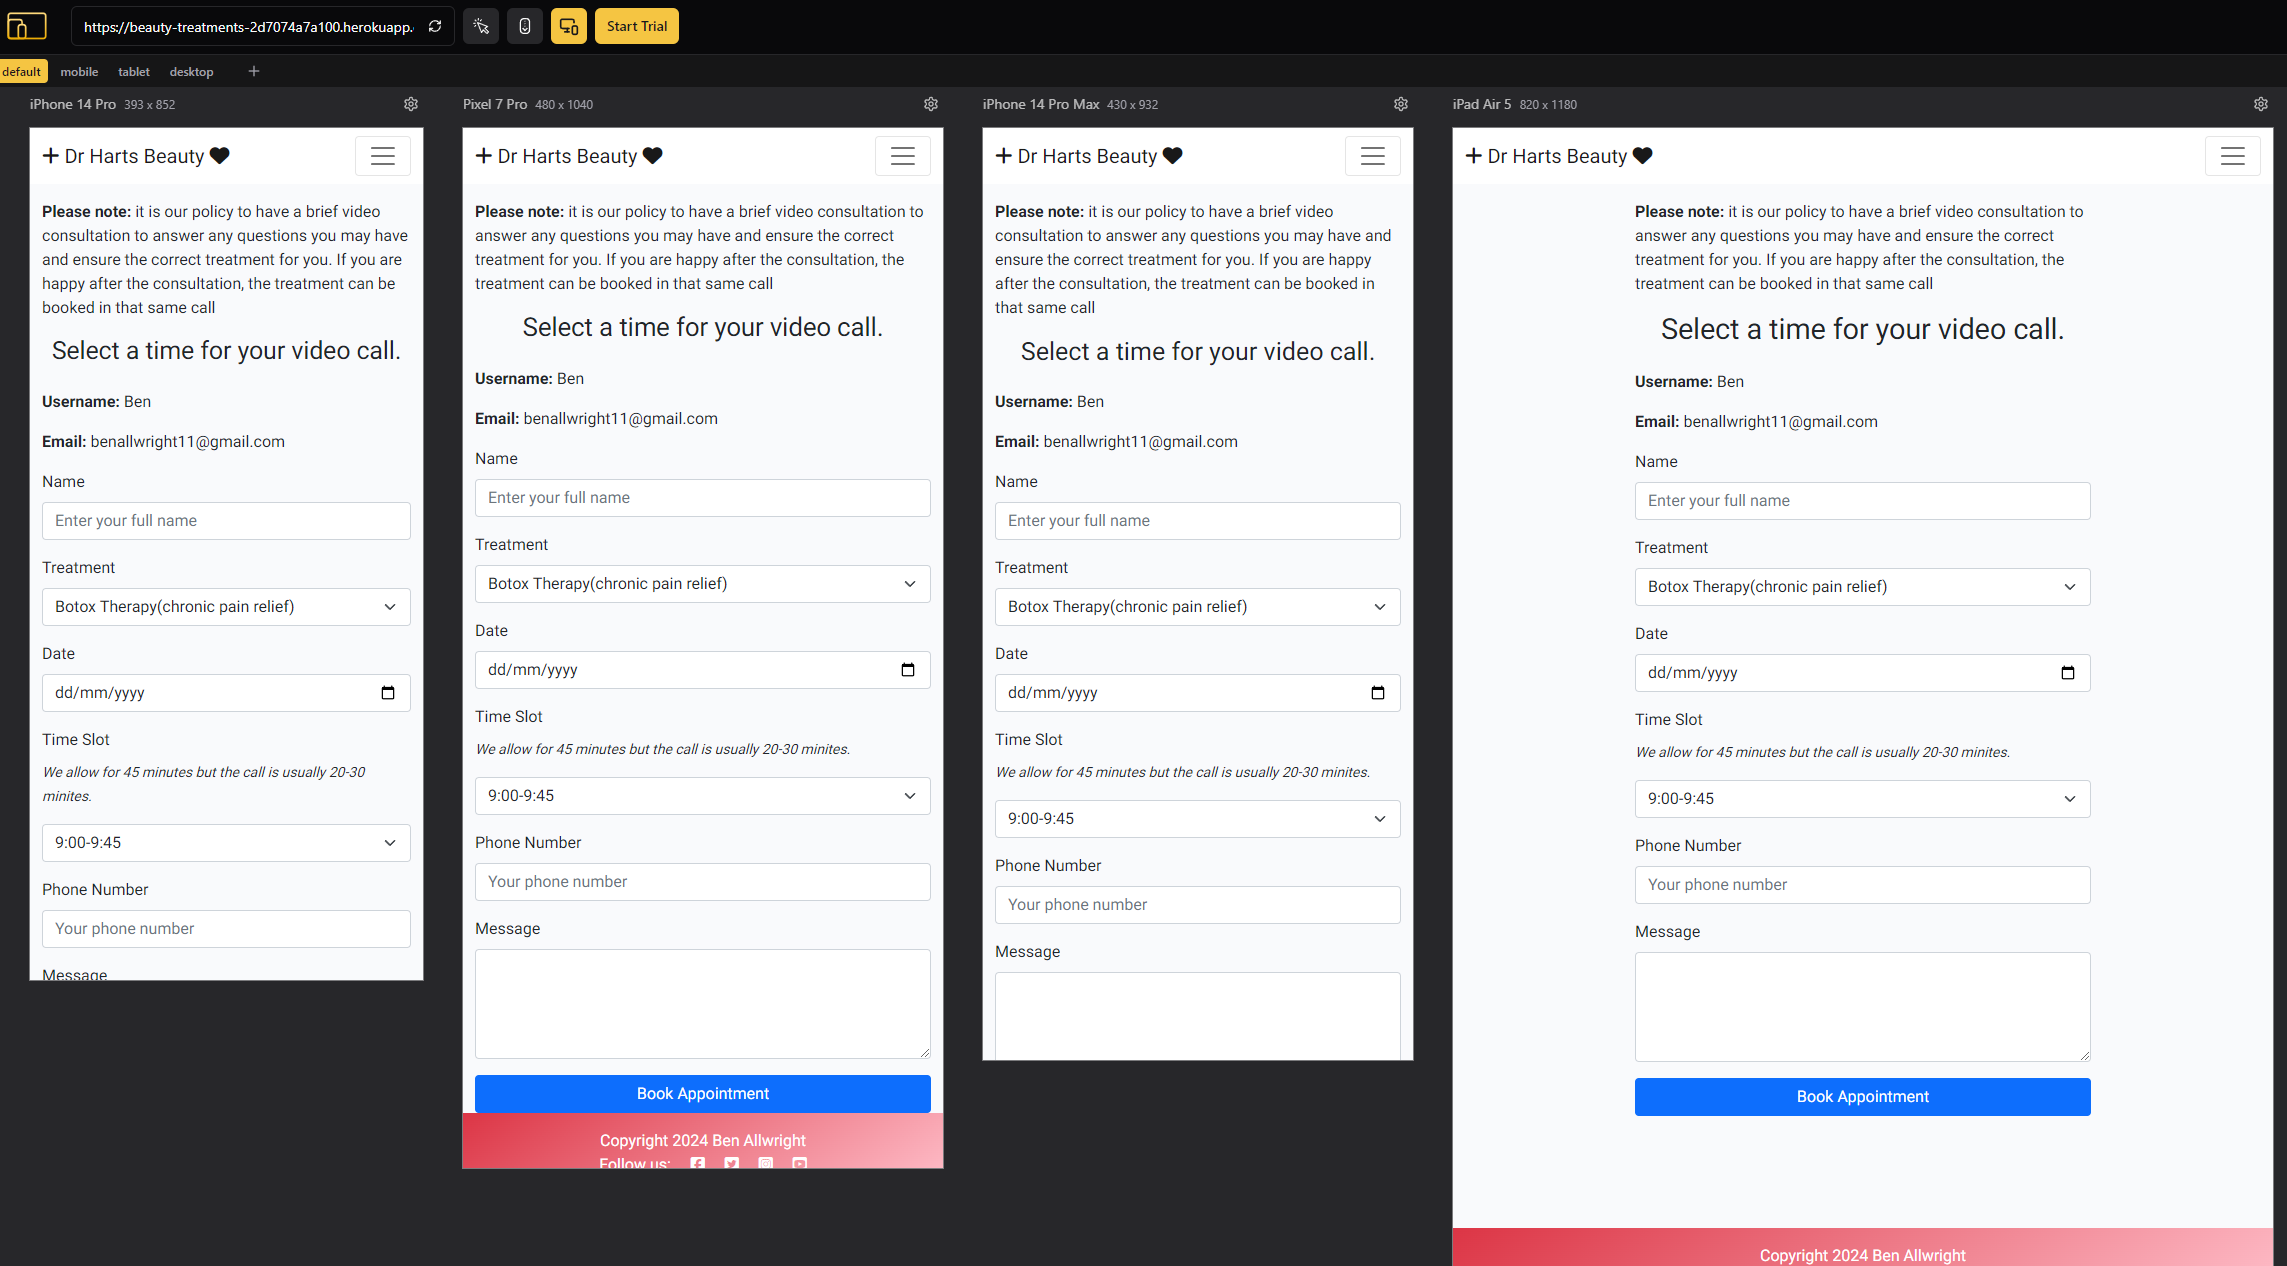 https://beauty-treatments-2d7074a7a100.herokuapp.
Start Trial
default mobile tablet desktop
iPhone 14 Pro 393 x 852
Dr Harts Beauty
Please note: it is our policy to have a brief video
consultation to answer any questions you may have
and ensure the correct treatment for you. If you are
happy after the consultation, the treatment can be
booked in that same call
Select a time for your video call.
Username: Ben
Email: benallwright11@gmail.com
Name
Enter your full name
Treatment
Botox Therapy(chronic pain relief)
Date
dd/mm/yyyy
Time Slot
We allow for 45 minutes but the call is usually 20-30
minites.
9:00-9:45
Phone Number
Your phone number
Message
Pixel 7 Pro 480 x 1040
Dr Harts Beauty
Please note: it is our policy to have a brief video consultation to
answer any questions you may have and ensure the correct
treatment for you. If you are happy after the consultation, the
treatment can be booked in that same call
Select a time for your video call.
Username: Ben
Email: benallwright11@gmail.com
Name
Enter your full name
Treatment
Botox Therapy(chronic pain relief)
Date
dd/mm/yyyy
Time Slot
We allow for 45 minutes but the call is usually 20-30 minites.
9:00-9:45
Phone Number
Your phone number
Message
Book Appointment
Copyright 2024 Ben Allwright
Follow us:
iPhone 14 Pro Max 430 x 932
Dr Harts Beauty
Please note: it is our policy to have a brief video
consultation to answer any questions you may have and
ensure the correct treatment for you. If you are happy
after the consultation, the treatment can be booked in
that same call
Select a time for your video call.
Username: Ben
Email: benallwright11@gmail.com
Name
Enter your full name
Treatment
Botox Therapy(chronic pain relief)
Date
dd/mm/yyyy
Time Slot
We allow for 45 minutes but the call is usually 20-30 minites.
9:00-9:45
Phone Number
Your phone number
Message
iPad Air 5 820 x 1180
Dr Harts Beauty
Please note: it is our policy to have a brief video consultation to
answer any questions you may have and ensure the correct
treatment for you. If you are happy after the consultation, the
treatment can be booked in that same call
Select a time for your video call.
Username: Ben
Email: benallwright11@gmail.com
Name
Enter your full name
Treatment
Botox Therapy(chronic pain relief)
Date
dd/mm/yyyy
Time Slot
We allow for 45 minutes but the call is usually 20-30 minites.
9:00-9:45
Phone Number
Your phone number
Message
Book Appointment
Copyright 2024 Ben Allwright